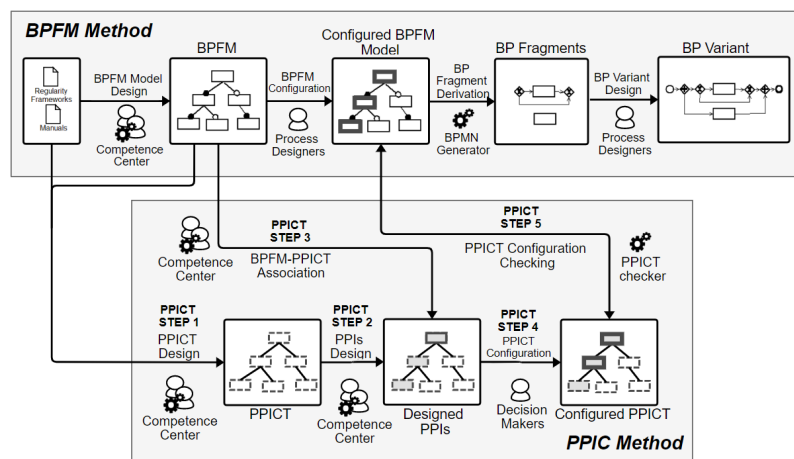 BPFM Method
Regularity
Frameworks
Manuals
BPFM Model
Design
Competence
Center
BPFM
BPFM
Configuration
Process
Designers
Configured BPFM
Model
BP
Fragment
Derivation
BPMN
Generator
BP Fragments
BP Variant
Design
Process
Designers
BP Variant
Competence
Center
PPICT
STEP 3
BPFM-PPICT
Association
PPICT
STEP 5
PPICT Configuration
Checking
PPICT
checker
PPICT
STEP 1
PPICT
Design
Competence
Center
PPICT
PPICT
STEP 2
PPIs
Design
Competence
Center
Designed
PPIs
PPICT
STEP 4
PPICT
Configuration
Decision
Makers
Configured PPICT
PPIC Method